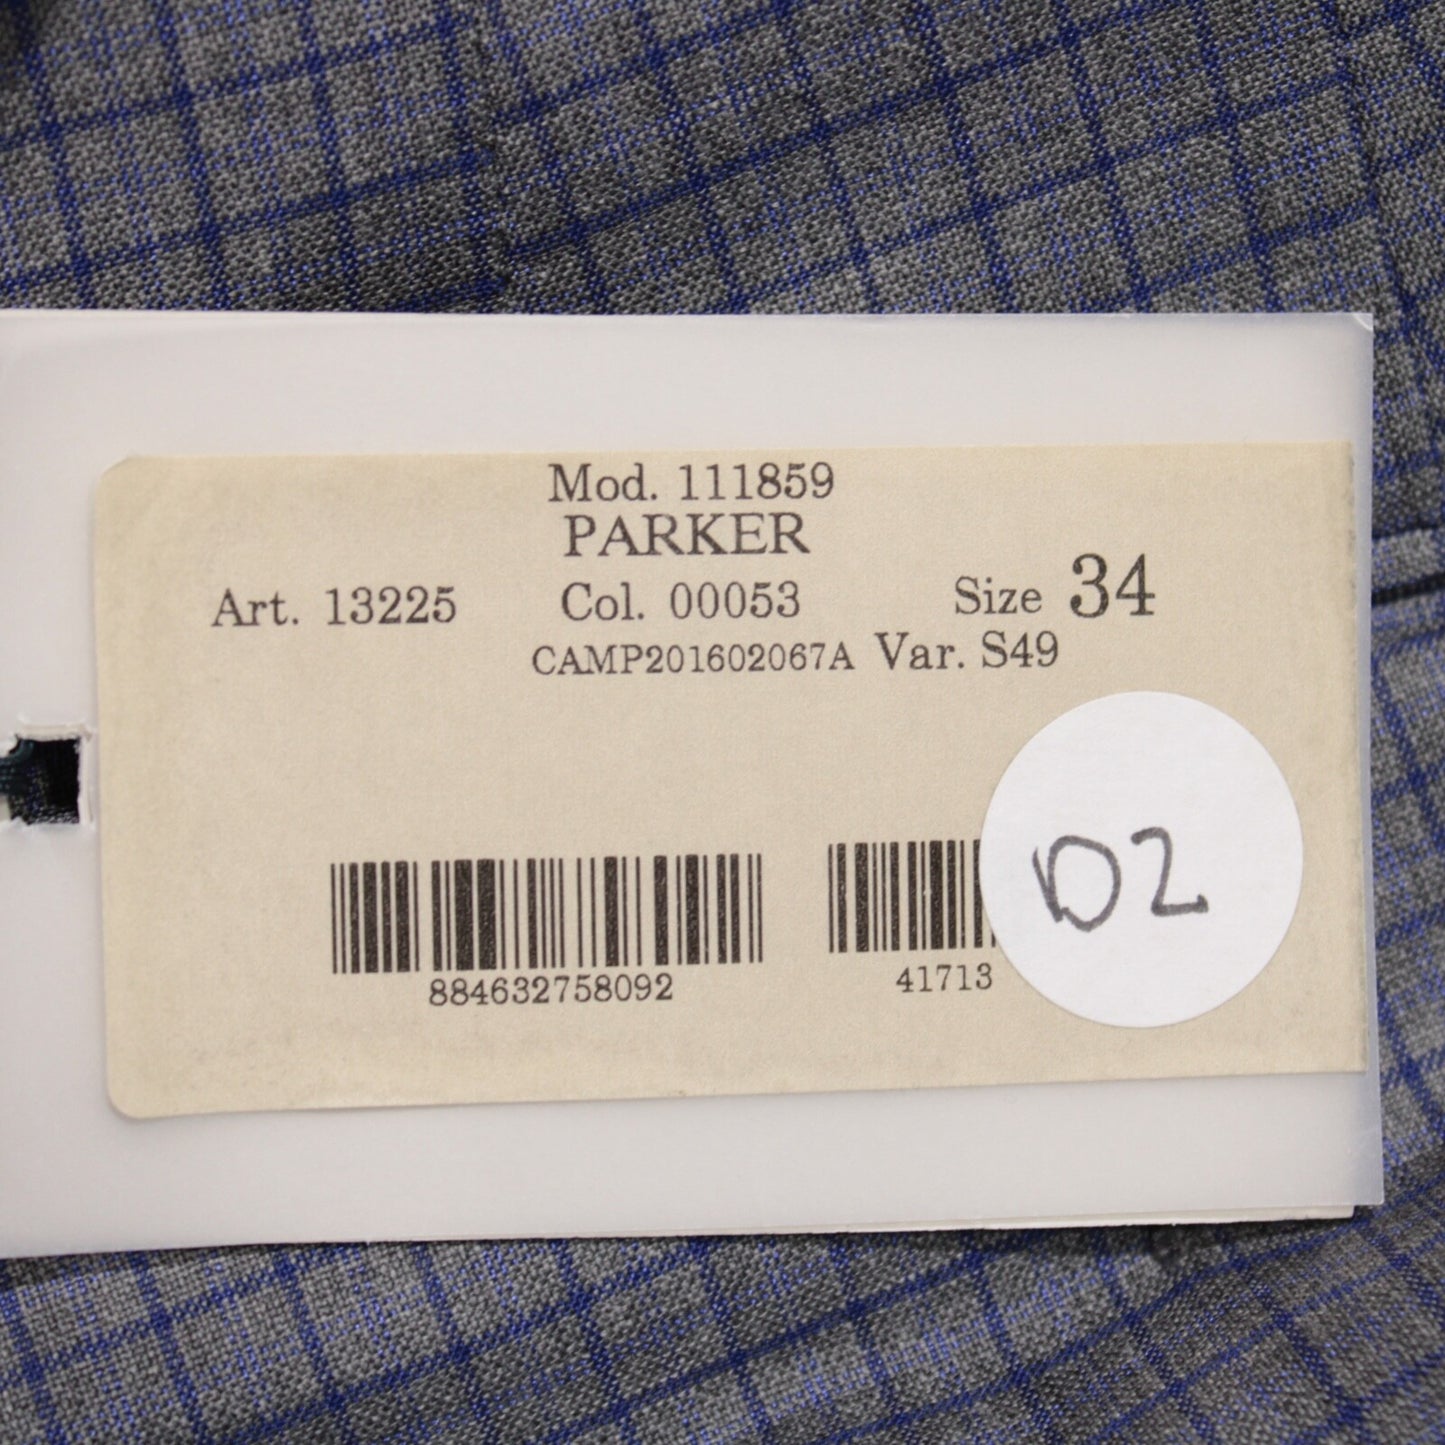 Mod. 111859
PARKER
Art. 13225 Col. 00053 Size 34
CAMP201602067A Var. S49
D2
884632758092 41713